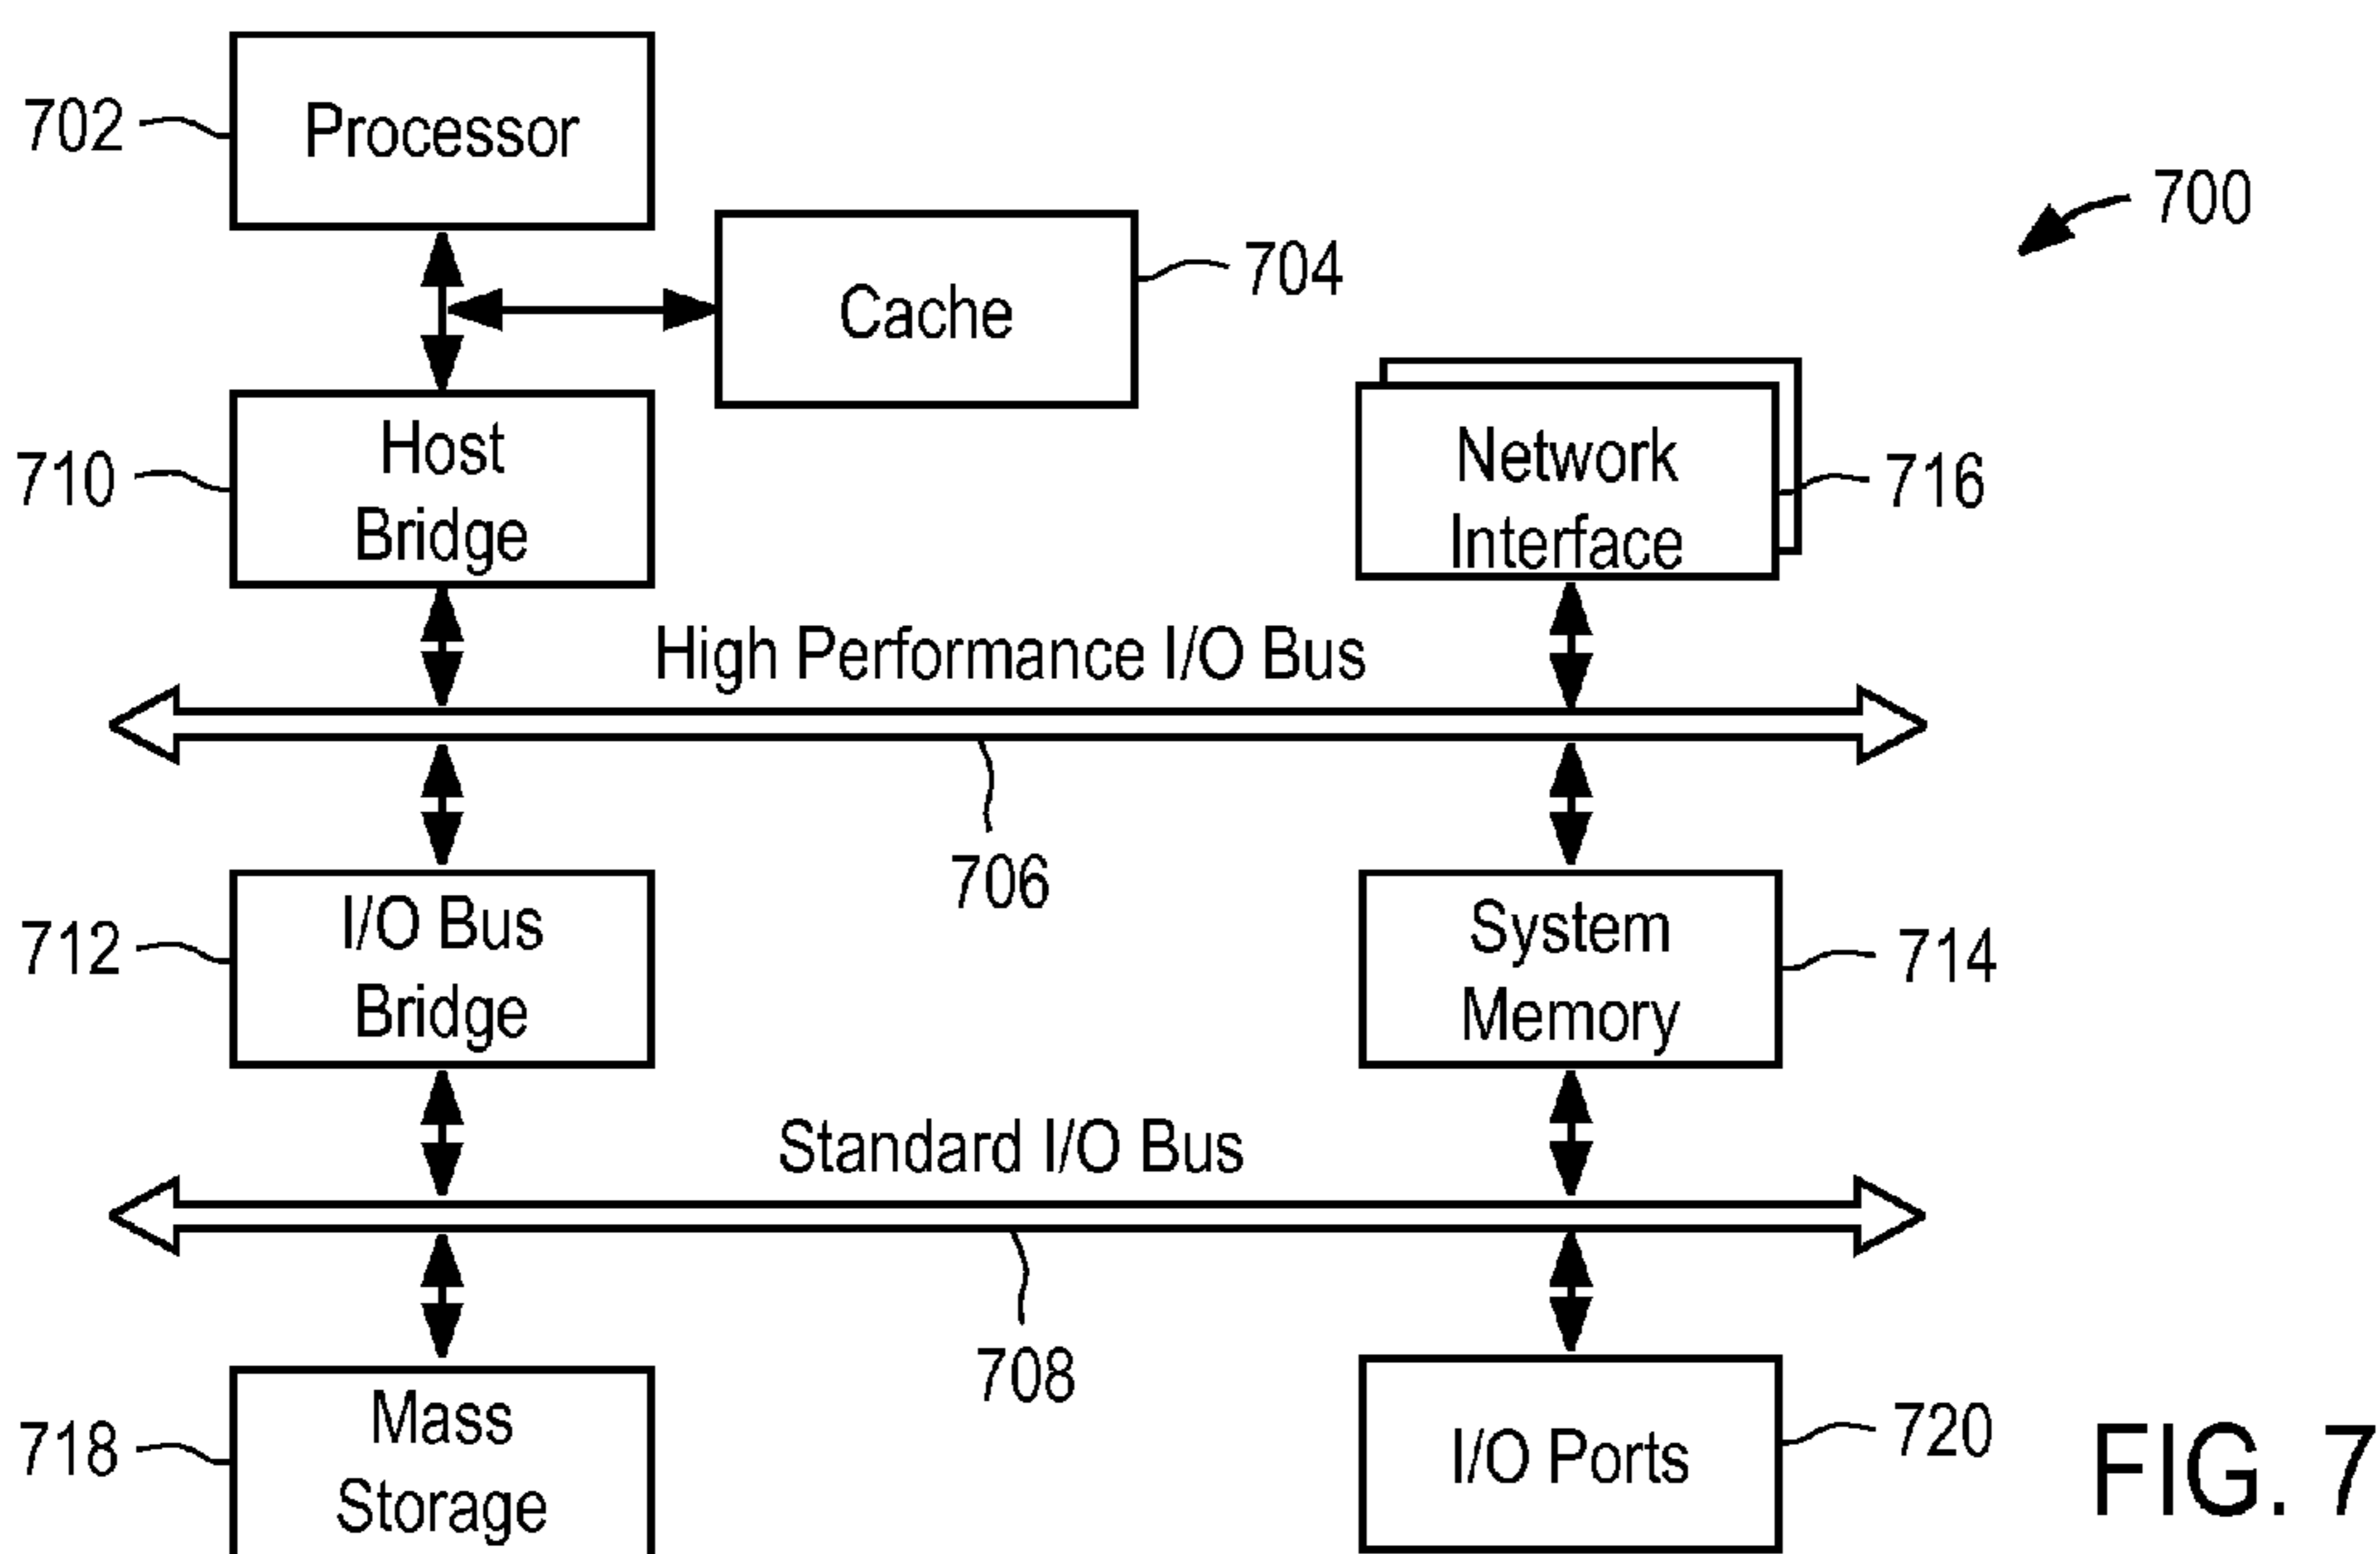 702
Processor
700
704
Cache
710
Host
Bridge
Network
Interface
716
High Performance I/O Bus
706
712
I/O Bus
Bridge
System
Memory
714
Standard I/O Bus
708
718
Mass
Storage
I/O Ports
720
FIG. 7